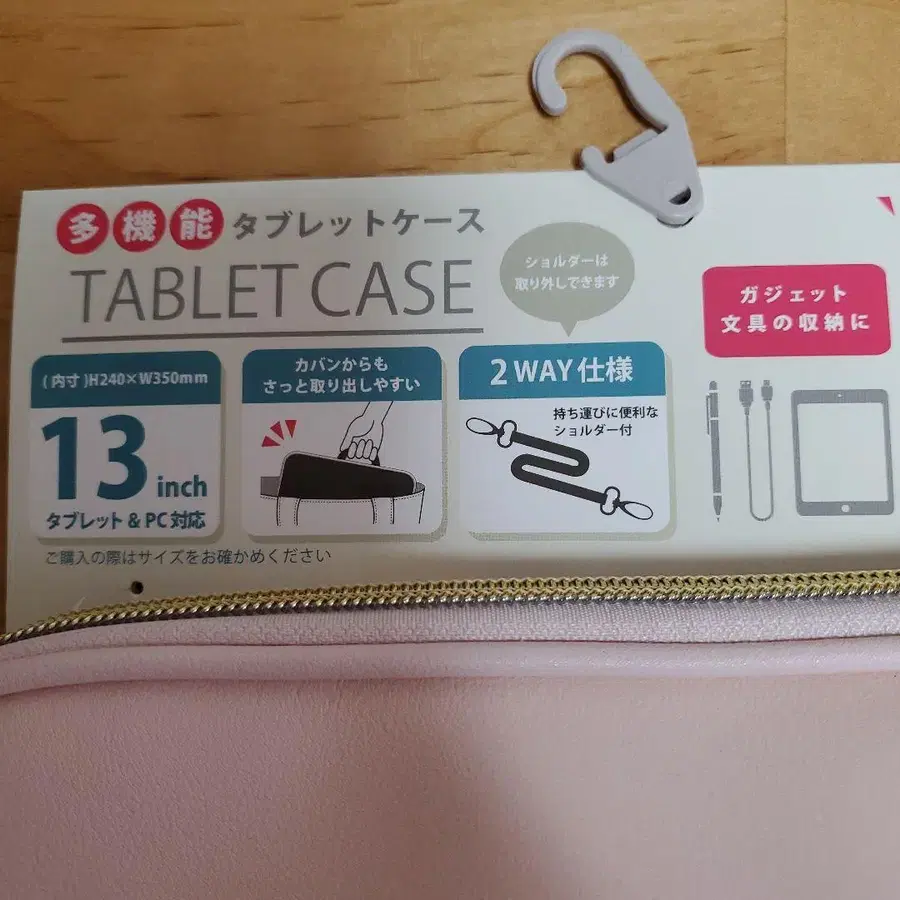 多機能 タブレットケース
TABLET CASE
ショルダーは
取り外しできます
ガジェット
文具の収納に
(内寸)H240×W350mm
13 inch
タブレット&PC対応
カバンからも
さっと取り出しやすい
2WAY仕様
持ち運びに便利な
ショルダー付
ご購入の際はサイズをお確かめください